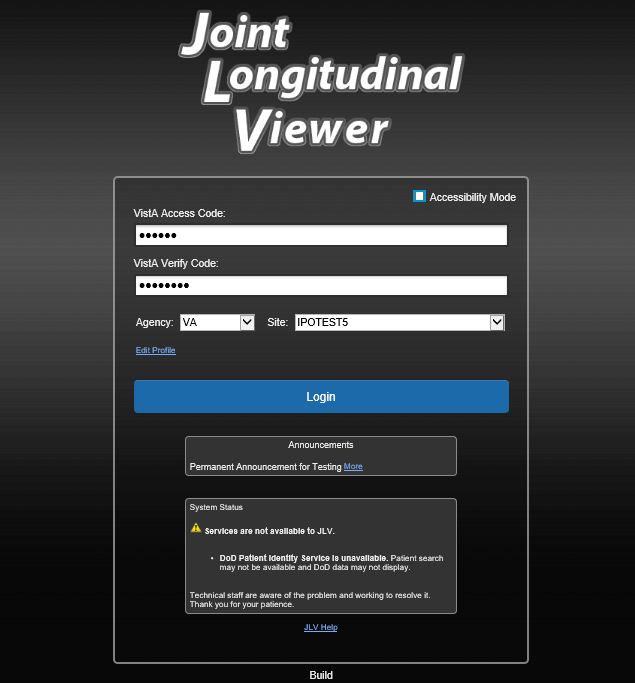 Joint
Longitudinal
Viewer
Accessibility Mode
VistA Access Code:
••••••
VistA Verify Code:
••••••••
Agency: VA Site: IPOTEST5
Edit Profile
Login
Announcements
Permanent Announcement for Testing More
System Status
Services are not available to JLV.
• DoD Patient Identity Service is unavailable. Patient search
may not be available and DoD data may not display.
Technical staff are aware of the problem and working to resolve it.
Thank you for your patience.
JLV Help
Build